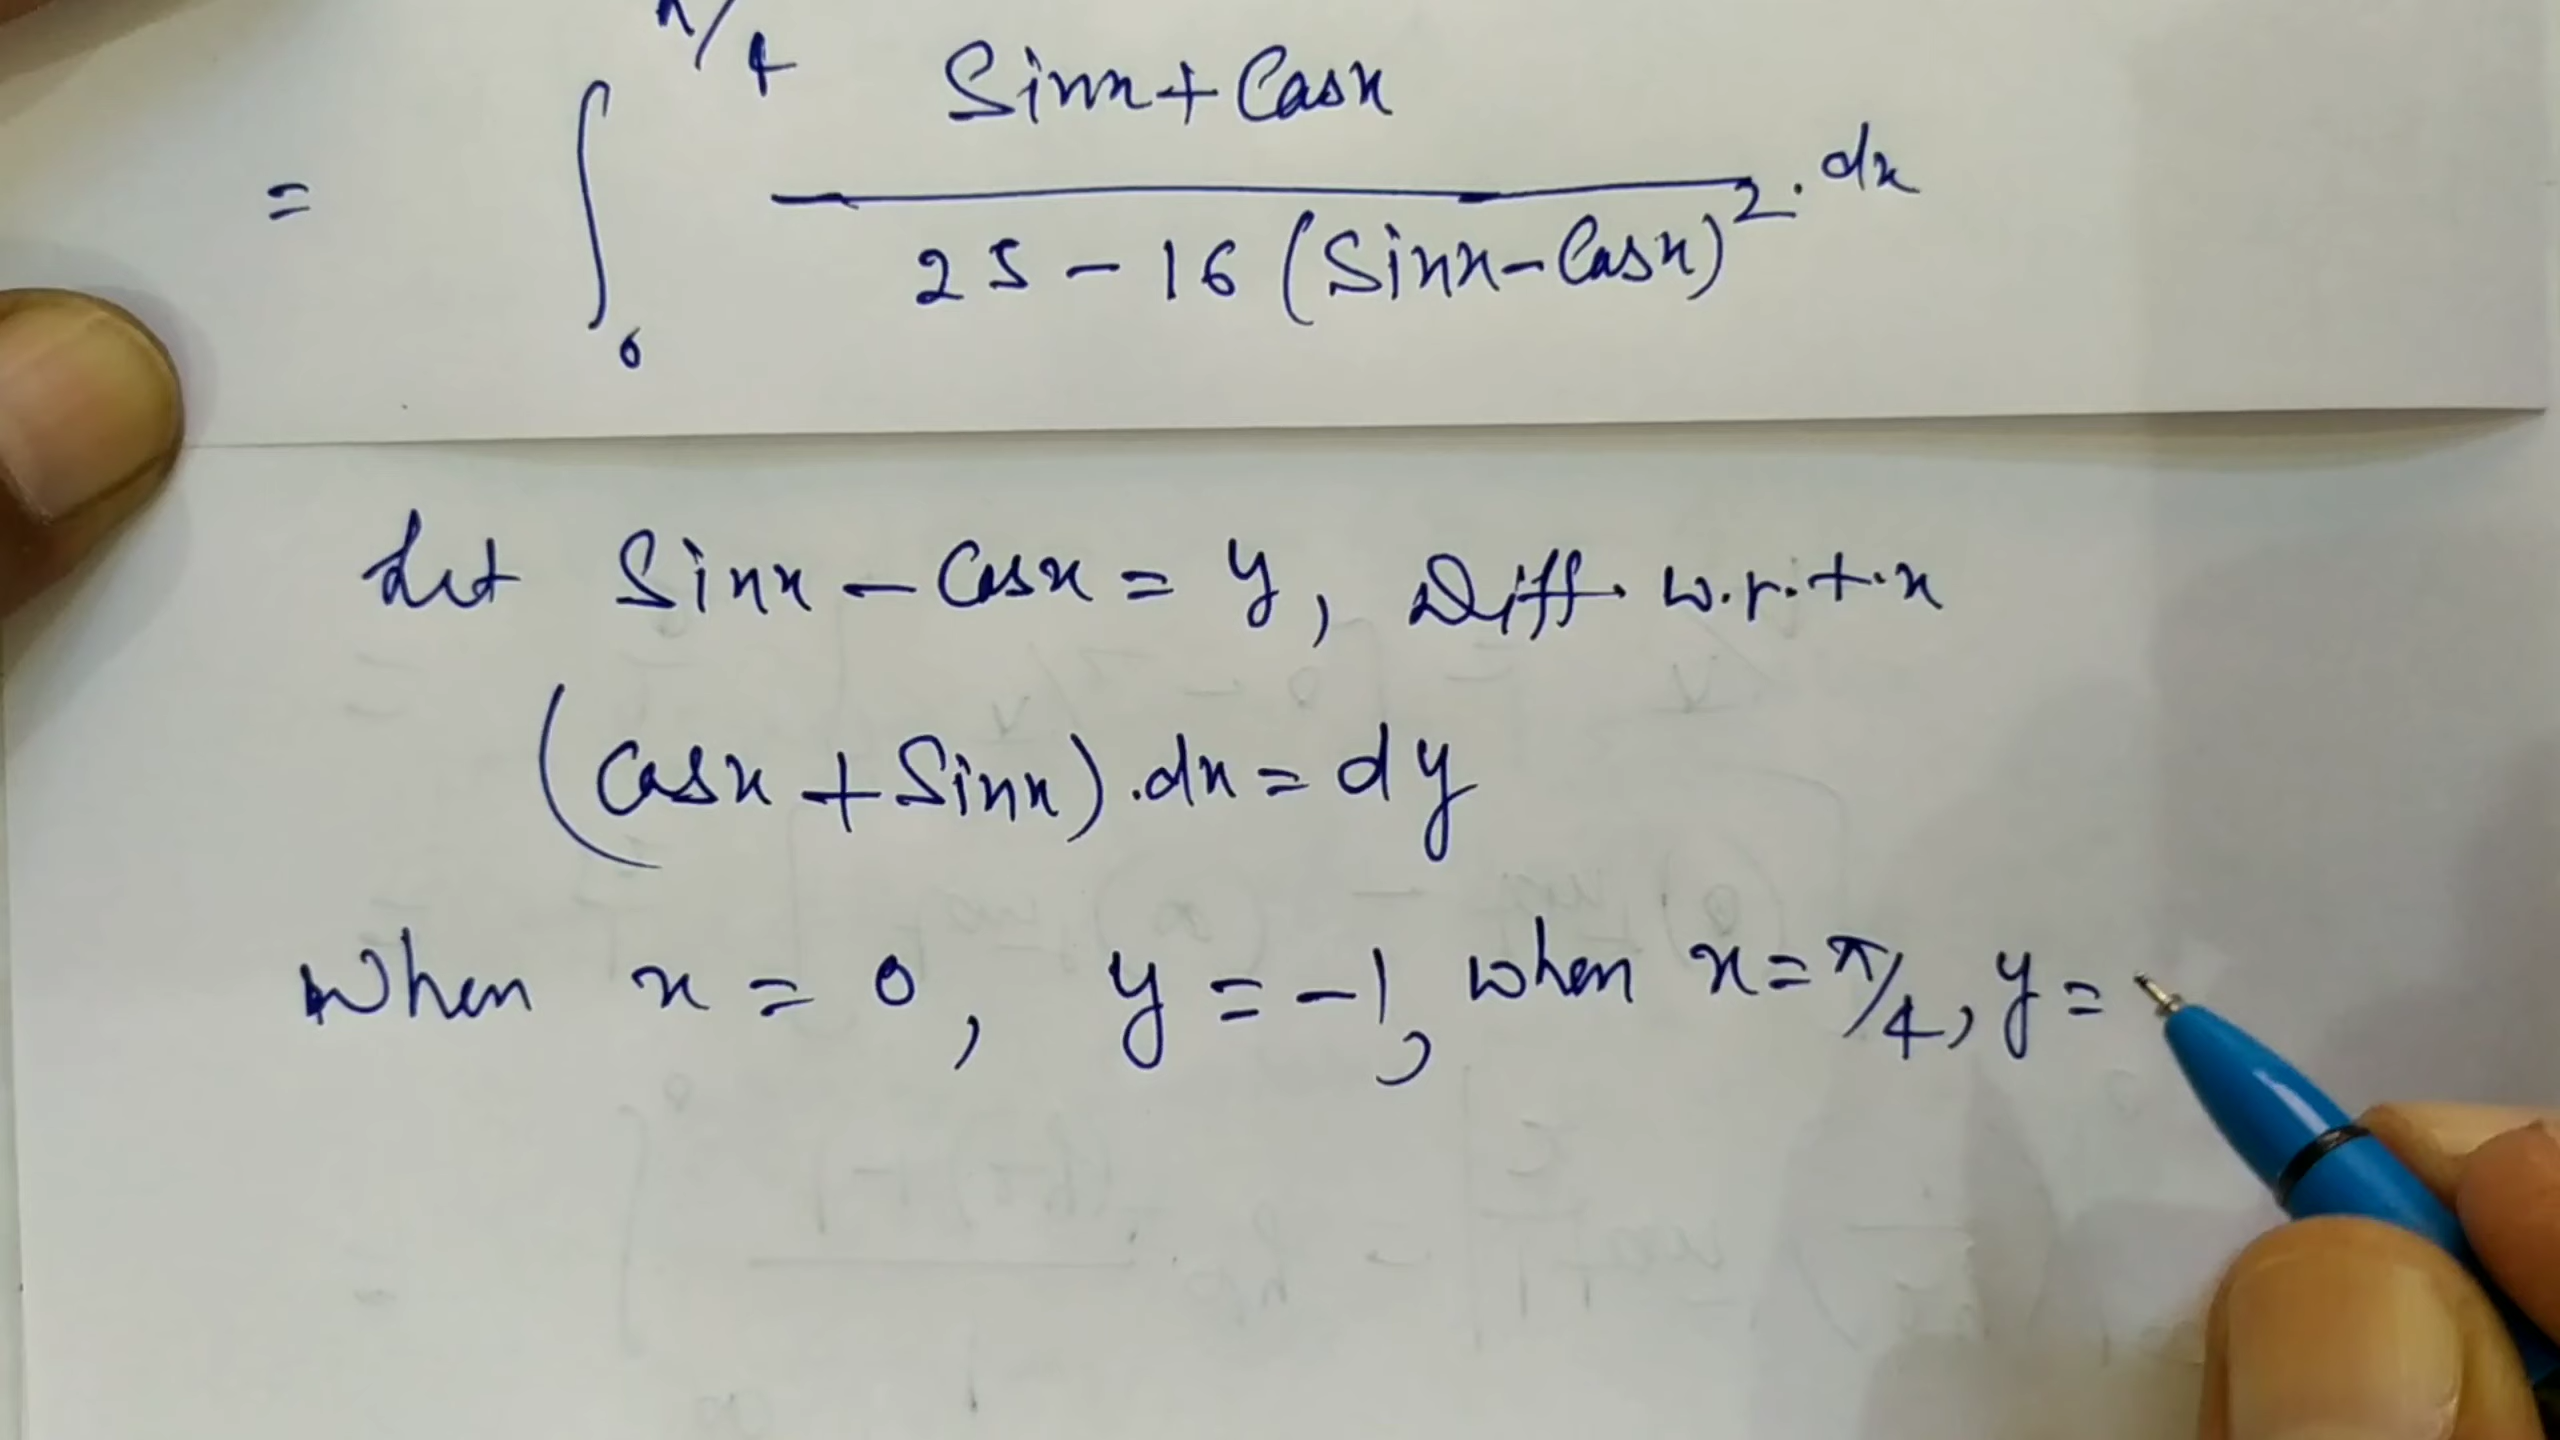 π/4
= ∫ Sinx + Cosx / 25 - 16 (Sinx - Cosx)² . dx
0
Let Sinx - Cosx = y, Diff. w.r.t.x
(Cosx + Sinx) .dx = dy
When x = 0, y = -1, when x = π/4, y =